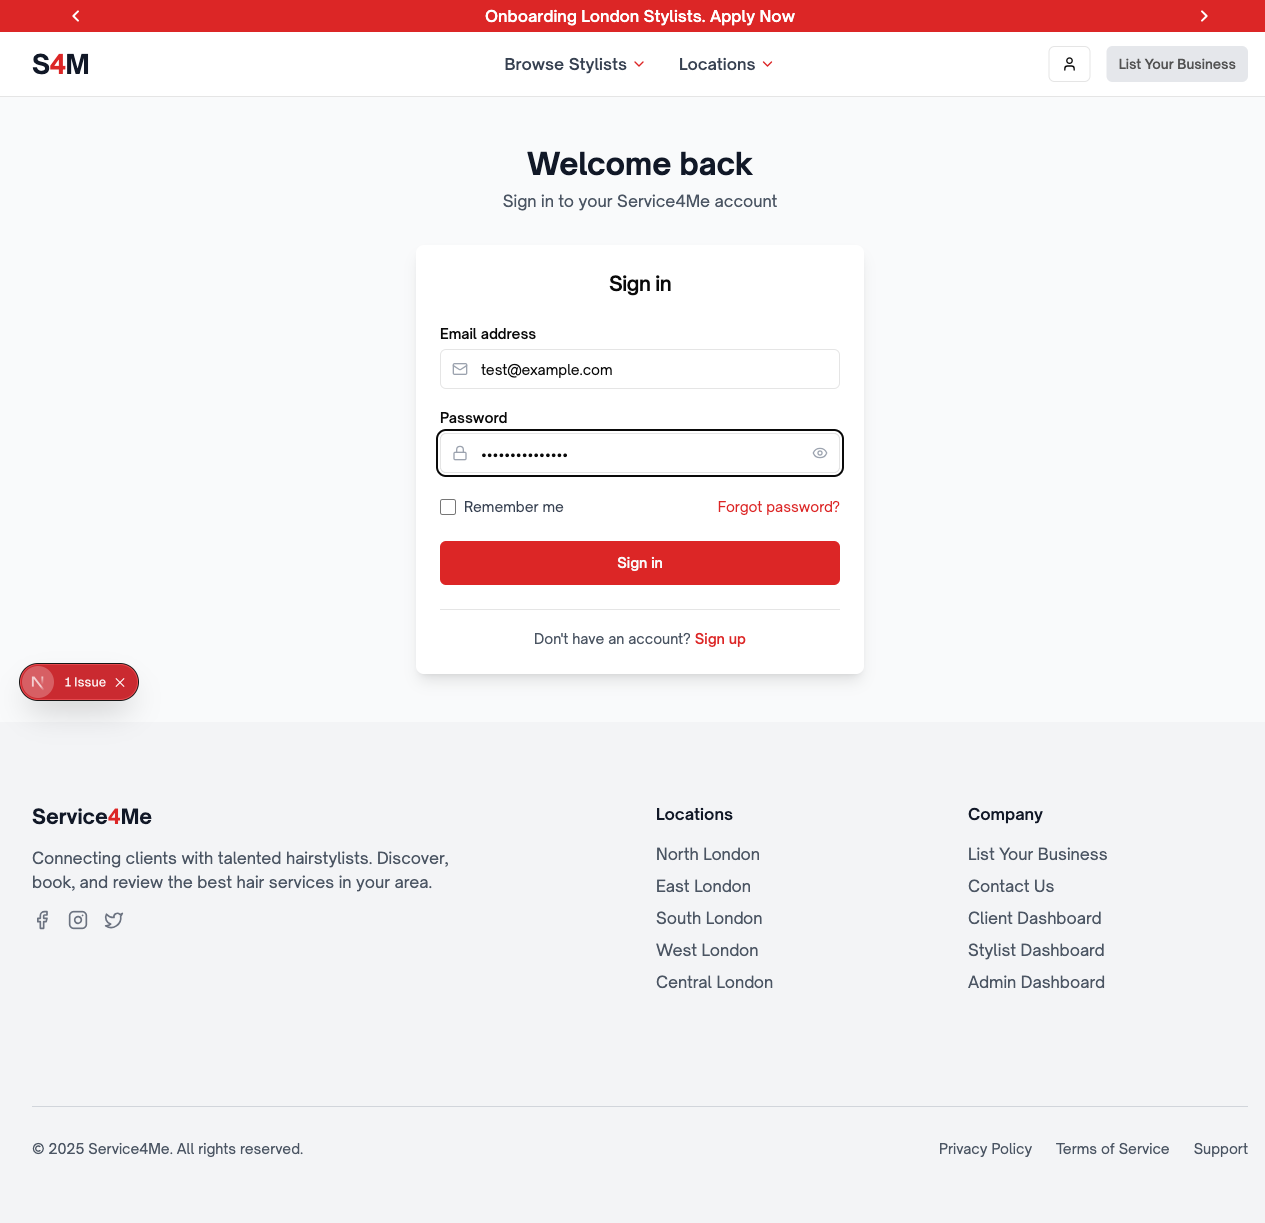 Onboarding London Stylists. Apply Now
S4M
Browse Stylists
Locations
List Your Business
Welcome back
Sign in to your Service4Me account
Sign in
Email address
test@example.com
Password
•••••••••••••••
Remember me
Forgot password?
Sign in
Don't have an account? Sign up
N
1 Issue
Service4Me
Connecting clients with talented hairstylists. Discover,
book, and review the best hair services in your area.
Locations
North London
East London
South London
West London
Central London
Company
List Your Business
Contact Us
Client Dashboard
Stylist Dashboard
Admin Dashboard
© 2025 Service4Me. All rights reserved.
Privacy Policy
Terms of Service
Support